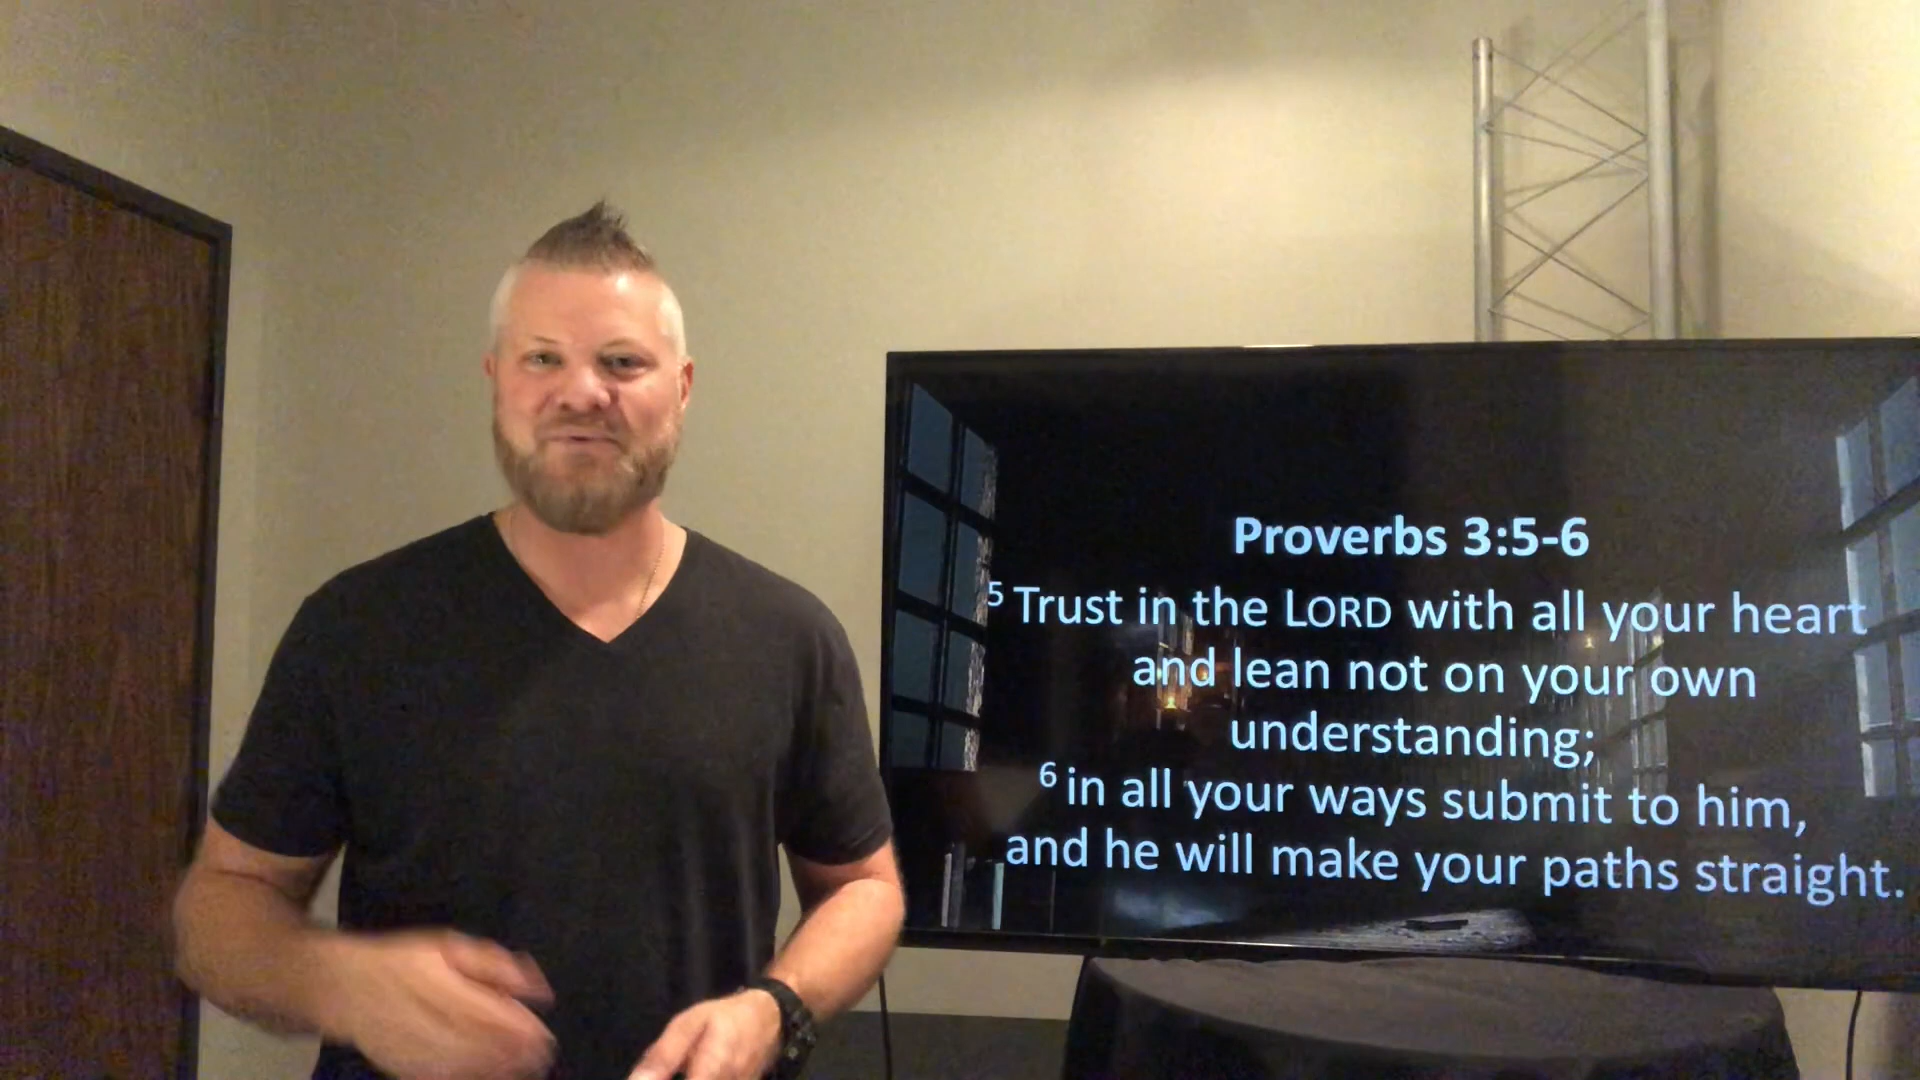 Proverbs 3:5-6
5 Trust in the LORD with all your heart
and lean not on your own
understanding;
6 in all your ways submit to him,
and he will make your paths straight.